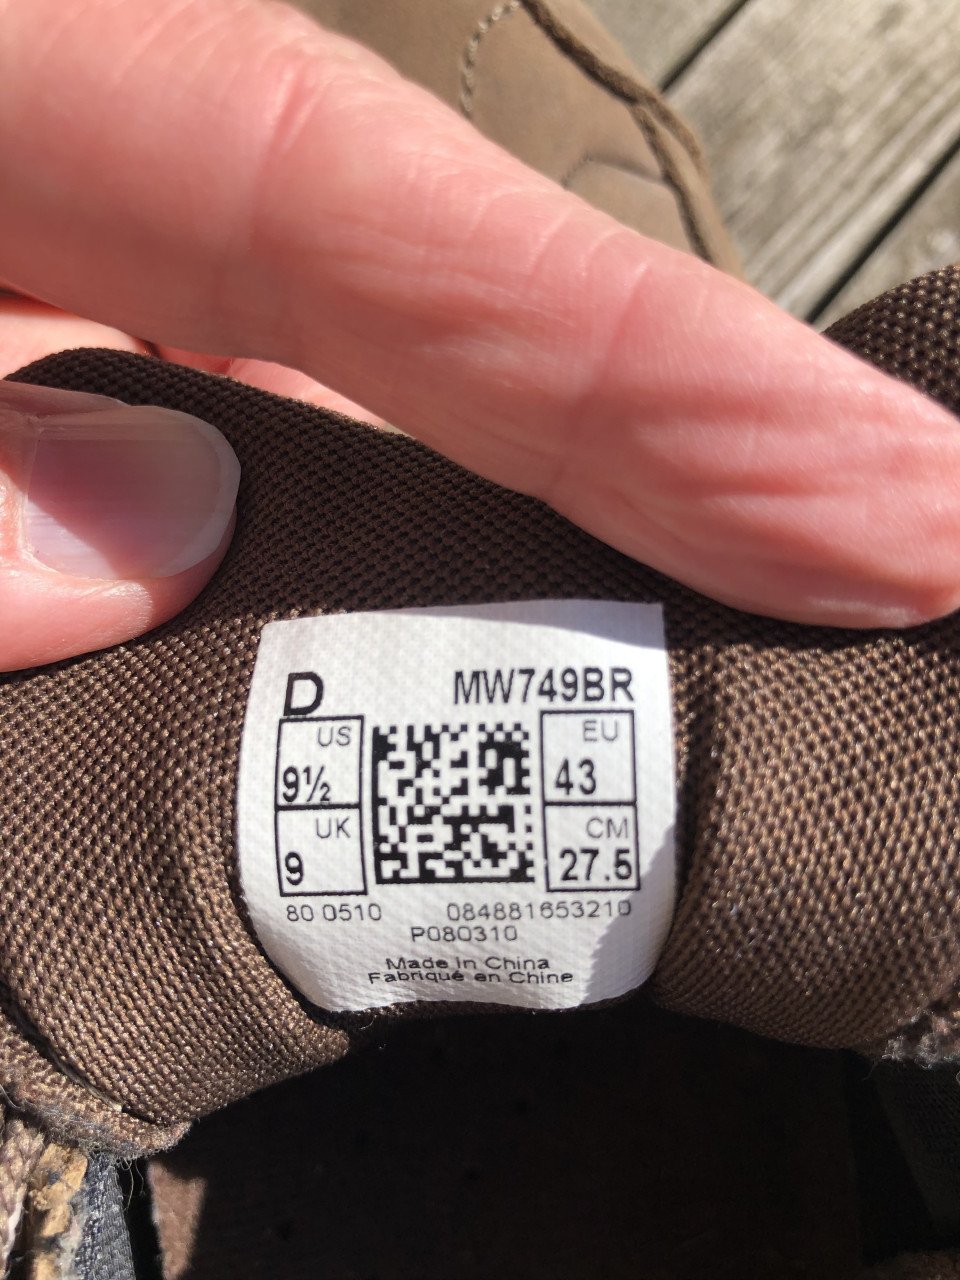 D MW749BR
US EU
9½ 43
UK CM
9 27.5
80 0510 084881653210
P080310
Made in China
Fabriqué en Chine